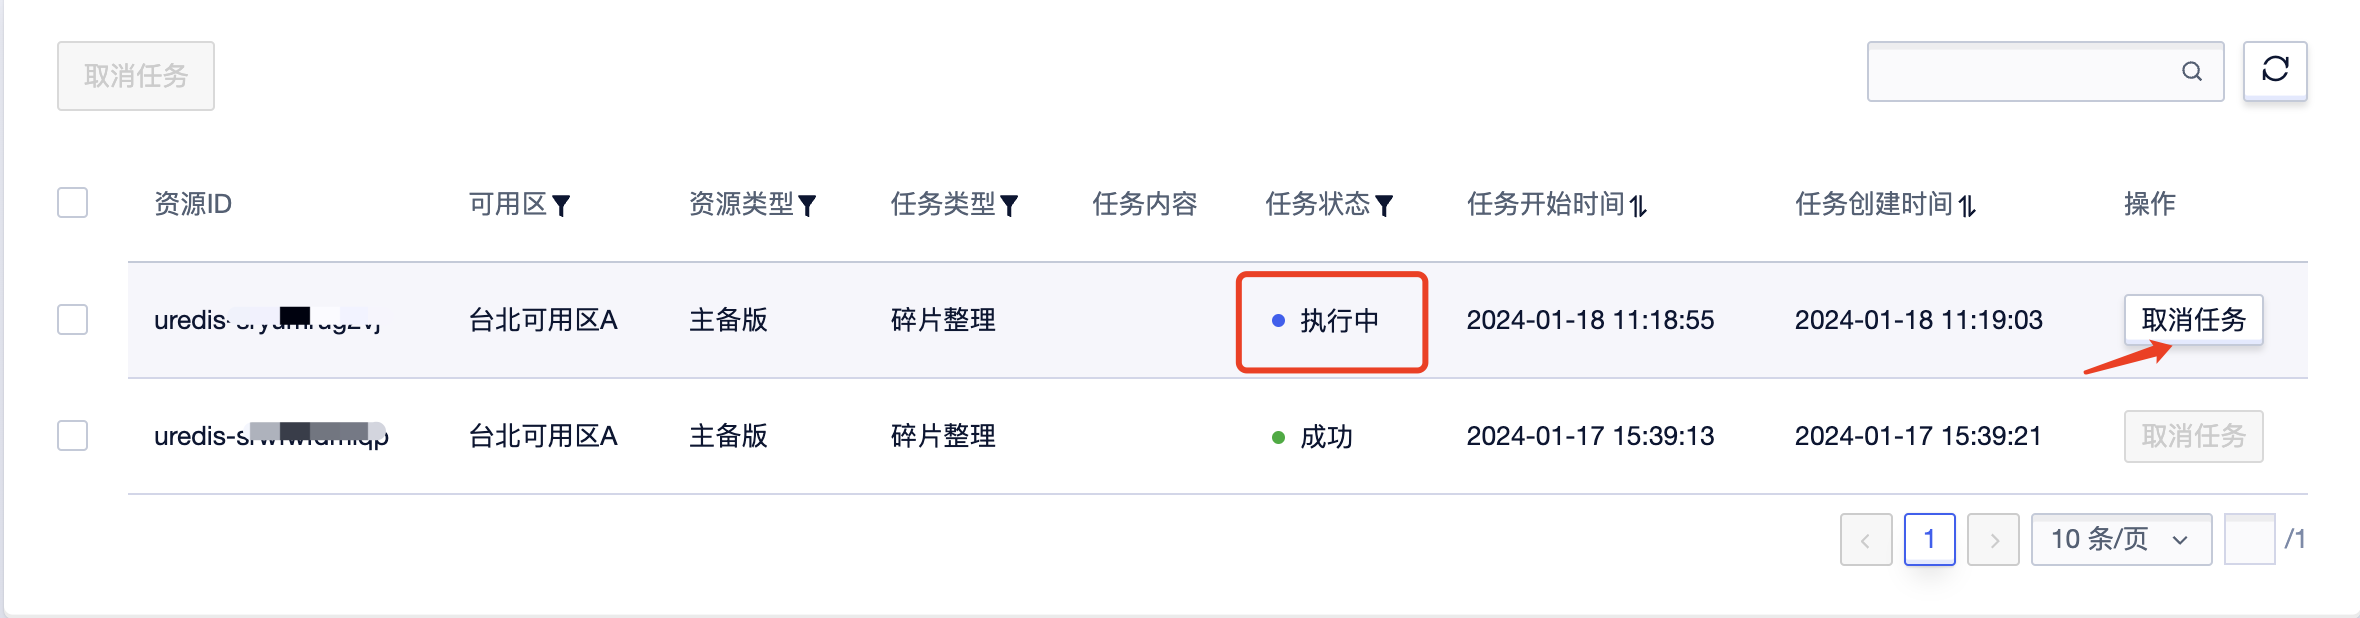 取消任务
资源ID 可用区 资源类型 任务类型 任务内容 任务状态 任务开始时间 任务创建时间 操作
uredis- 台北可用区A 主备版 碎片整理 执行中 2024-01-18 11:18:55 2024-01-18 11:19:03 取消任务
uredis- 台北可用区A 主备版 碎片整理 成功 2024-01-17 15:39:13 2024-01-17 15:39:21 取消任务
1 10 条/页 /1